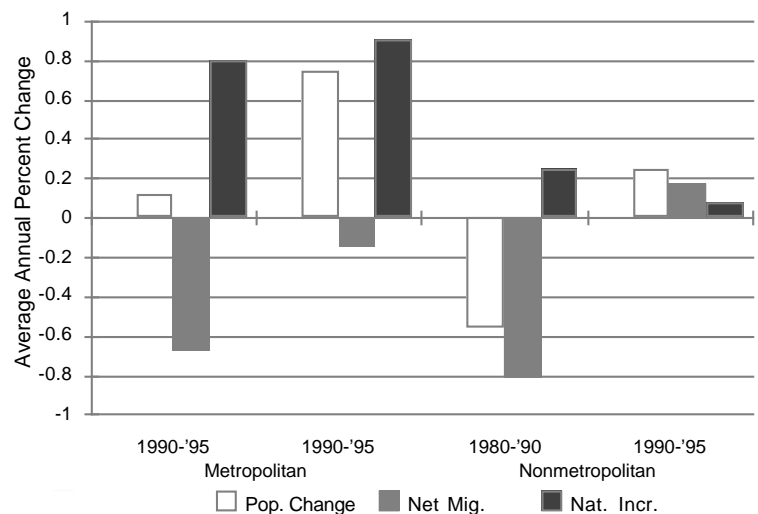 Average Annual Percent Change
1
0.8
0.6
0.4
0.2
0
-0.2
-0.4
-0.6
-0.8
-1
1990-'95 1990-'95 1980-'90 1990-'95
Metropolitan Nonmetropolitan
Pop. Change Net Mig. Nat. Incr.